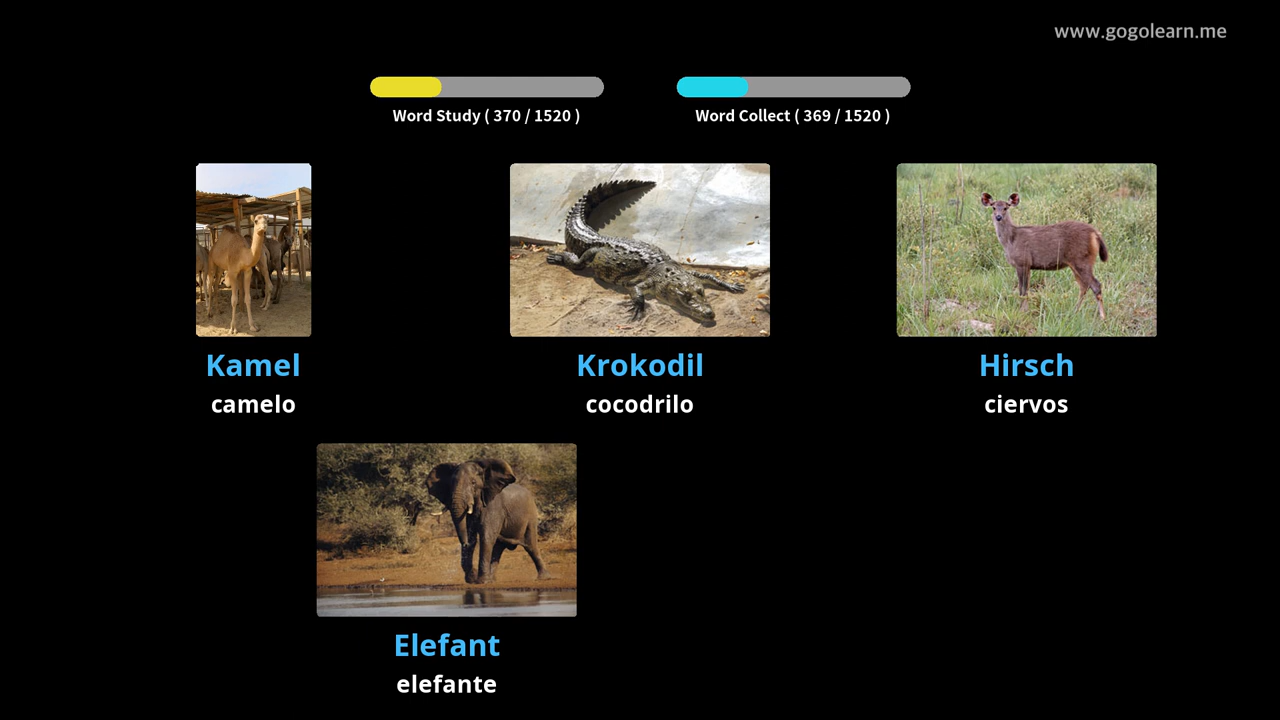 www.gogolearn.me
Word Study ( 370 / 1520 )
Word Collect ( 369 / 1520 )
Kamel
camelo
Krokodil
cocodrilo
Hirsch
ciervos
Elefant
elefante